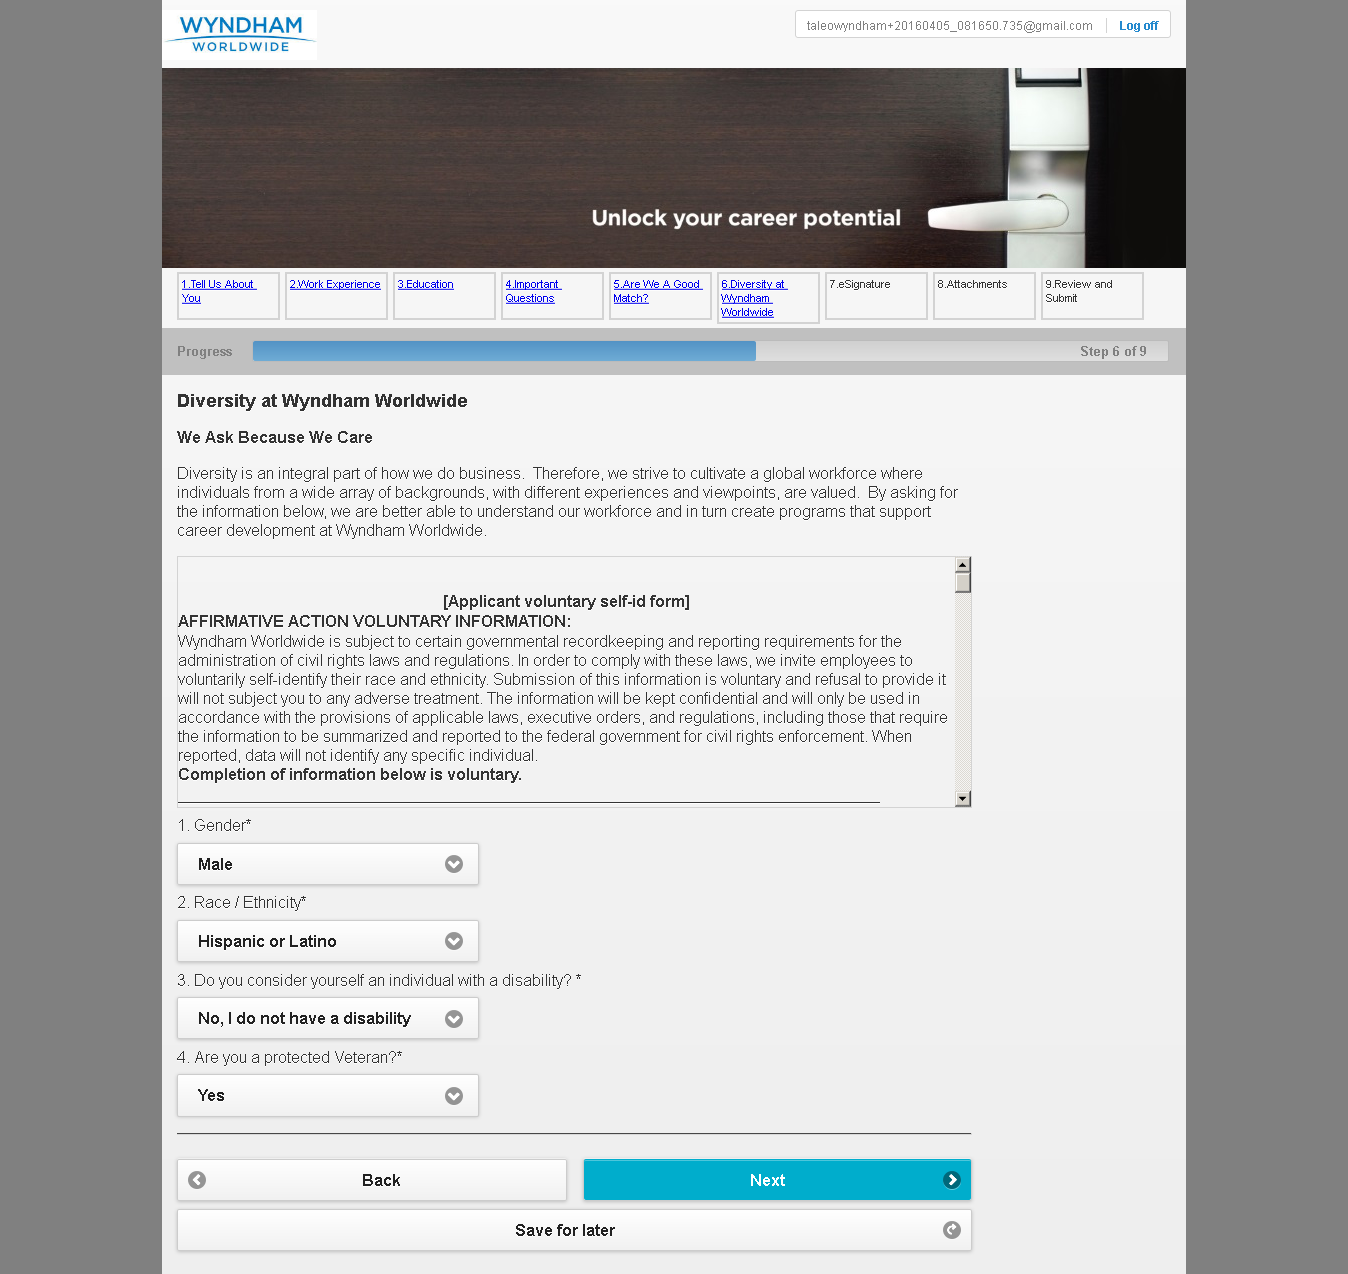 WYNDHAM
WORLDWIDE
taleowyndham+20160405_081650.735@gmail.com Log off
Unlock your career potential
1.Tell Us About You
2.Work Experience
3.Education
4.Important Questions
5.Are We A Good Match?
6.Diversity at Wyndham Worldwide
7.eSignature
8.Attachments
9.Review and Submit
Progress Step 6 of 9
Diversity at Wyndham Worldwide
We Ask Because We Care
Diversity is an integral part of how we do business. Therefore, we strive to cultivate a global workforce where
individuals from a wide array of backgrounds, with different experiences and viewpoints, are valued. By asking for
the information below, we are better able to understand our workforce and in turn create programs that support
career development at Wyndham Worldwide.
[Applicant voluntary self-id form]
AFFIRMATIVE ACTION VOLUNTARY INFORMATION:
Wyndham Worldwide is subject to certain governmental recordkeeping and reporting requirements for the
administration of civil rights laws and regulations. In order to comply with these laws, we invite employees to
voluntarily self-identify their race and ethnicity. Submission of this information is voluntary and refusal to provide it
will not subject you to any adverse treatment. The information will be kept confidential and will only be used in
accordance with the provisions of applicable laws, executive orders, and regulations, including those that require
the information to be summarized and reported to the federal government for civil rights enforcement. When
reported, data will not identify any specific individual.
Completion of information below is voluntary.
1. Gender*
Male
2. Race / Ethnicity*
Hispanic or Latino
3. Do you consider yourself an individual with a disability? *
No, I do not have a disability
4. Are you a protected Veteran?*
Yes
Back
Next
Save for later